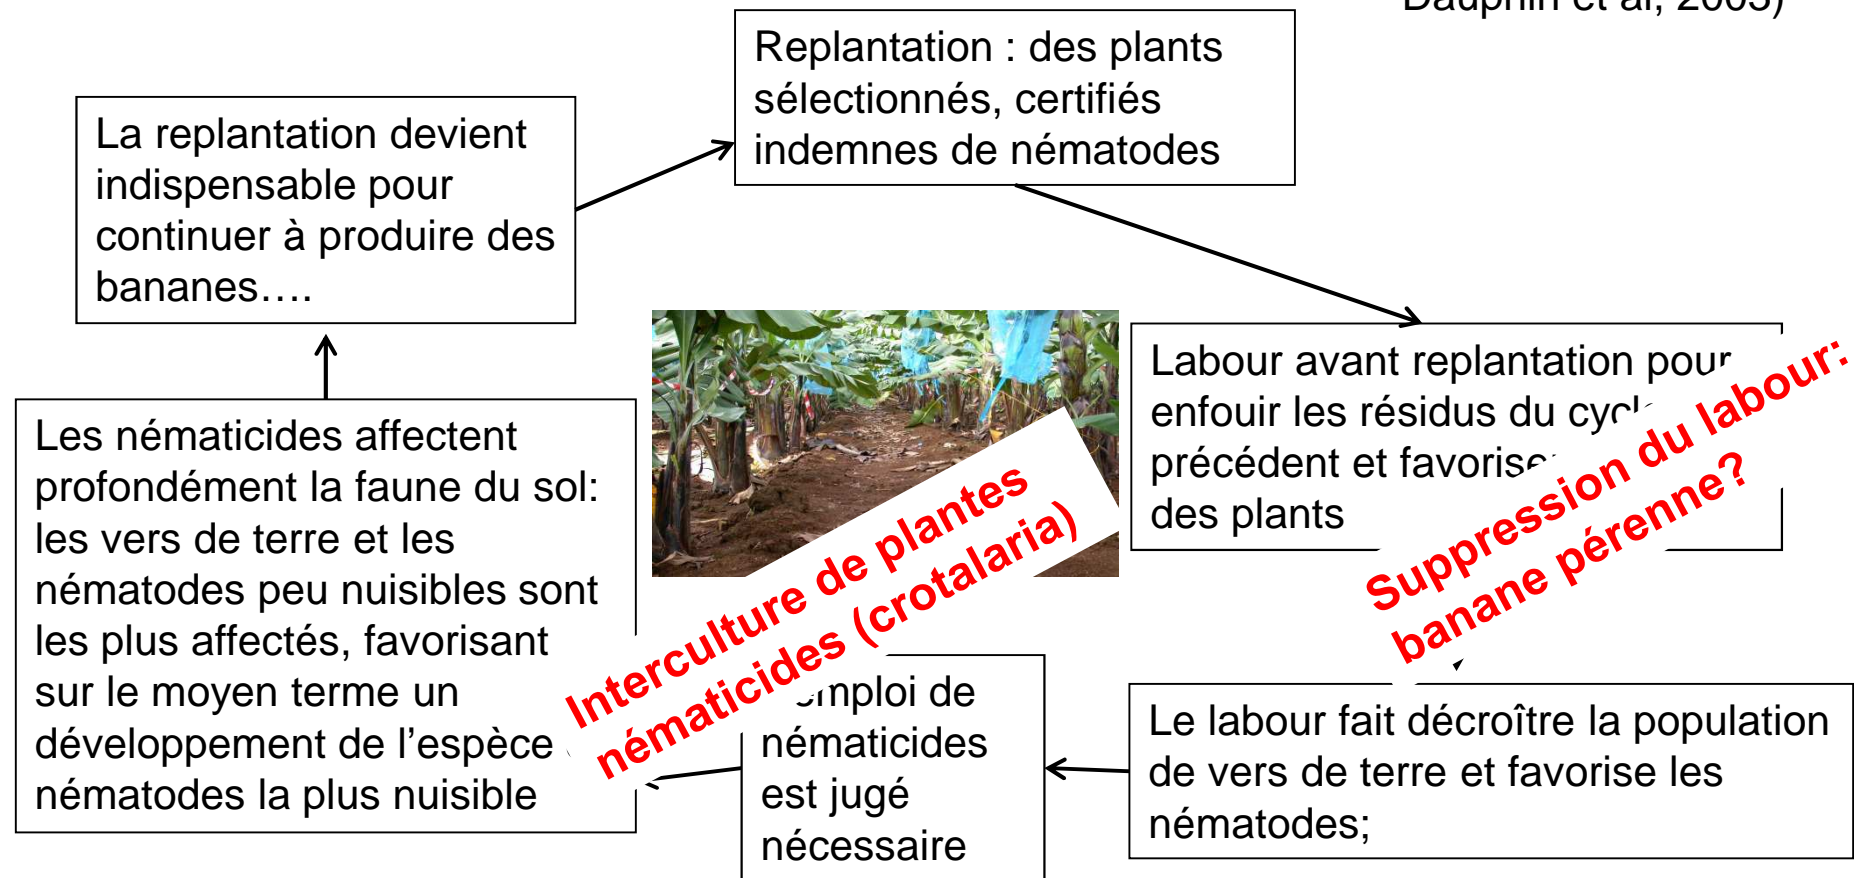 Dauphin et al, 2003)
Replantation : des plants
sélectionnés, certifiés
indemnes de nématodes
La replantation devient
indispensable pour
continuer à produire des
bananes….
Labour avant replantation pour
enfouir les résidus du
précédent et
des plants
Suppression du labour:
banane pérenne?
Les nématicides affectent
profondément la faune du sol:
les vers de terre et les
nématodes peu nuisibles sont
les plus affectés, favorisant
sur le moyen terme un
développement de l’espèce
nématodes la plus nuisible
Interculture de plantes
nématicides (crotalaria)
emploi de
nématicides
est jugé
nécessaire
Le labour fait décroître la population
de vers de terre et favorise les
nématodes;